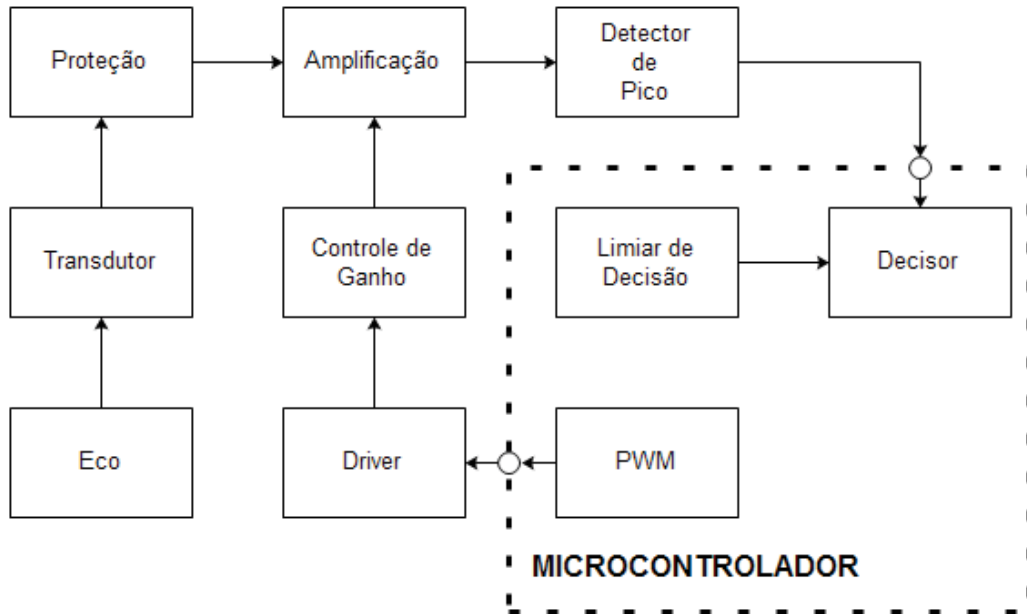 Proteção
Amplificação
Detector
de
Pico
Transdutor
Controle de
Ganho
Limiar de
Decisão
Decisor
Eco
Driver
PWM
MICROCONTROLADOR